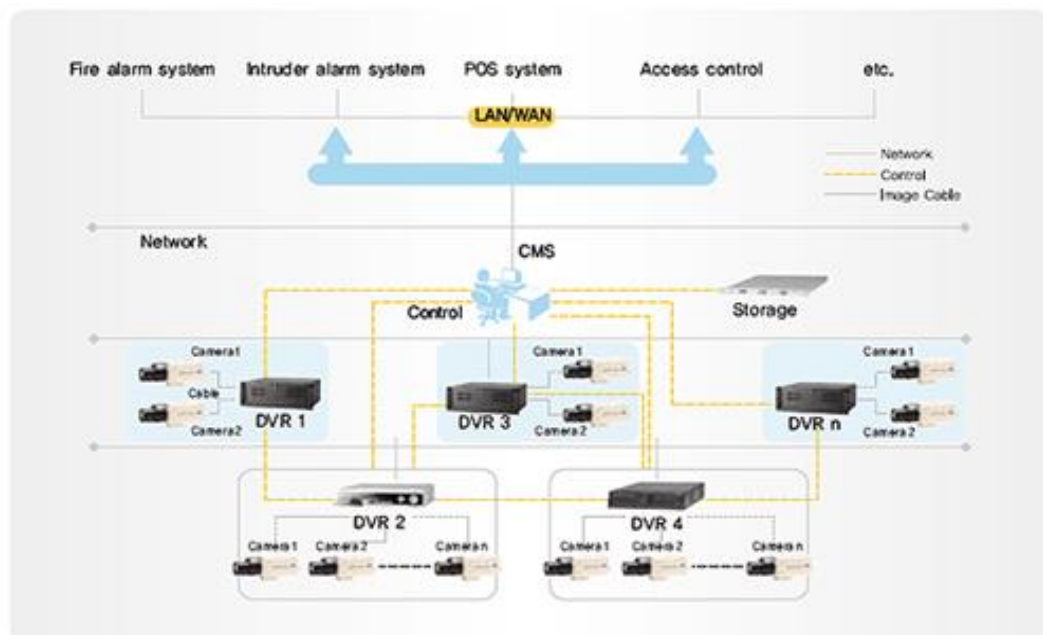 Fire alarm system
Intruder alarm system
POS system
Access control
etc.
LAN/WAN
Network
Control
Image Cable
Network
CMS
Control
Storage
Camera1
Cable
Camera2
DVR 1
Camera1
Camera2
DVR 3
Camera1
Camera2
DVR n
DVR 2
Camera1
Camera2
Camera n
DVR 4
Camera1
Camera2
Camera n